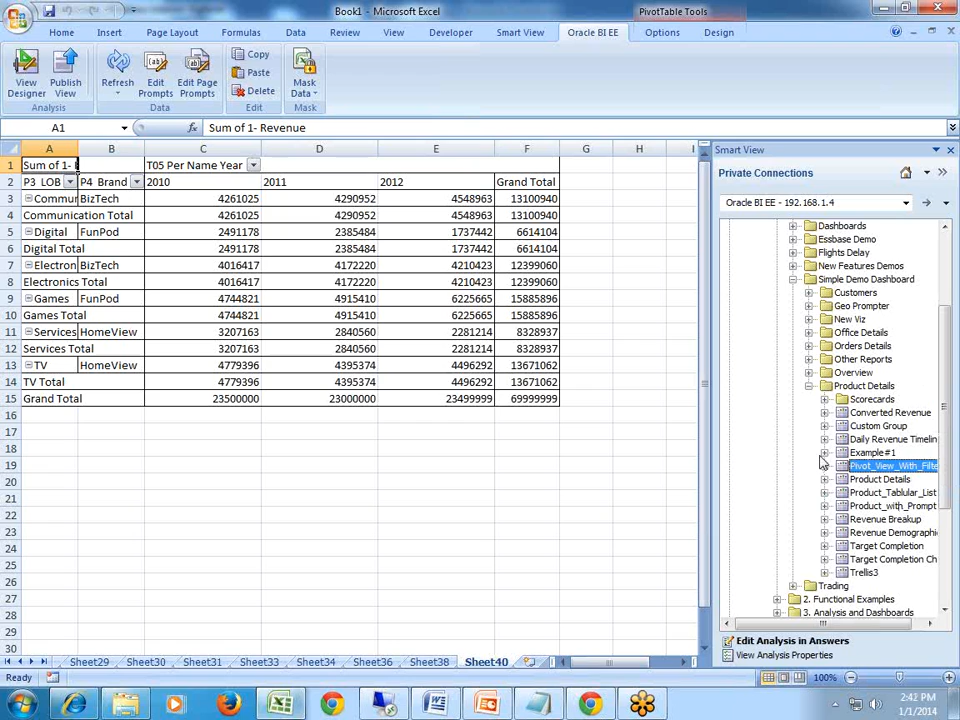 Book1 - Microsoft Excel
PivotTable Tools
Home Insert Page Layout Formulas Data Review View Developer Smart View Oracle BI EE Options Design
View Designer
Publish View
Analysis
Refresh
Edit Prompts
Edit Page Prompts
Data
Copy
Paste
Delete
Edit
Mask Data
Mask
A1
fx
Sum of 1- Revenue
A B C D E F G H I
1 Sum of 1- T05 Per Name Year
2 P3 LOB P4 Brand 2010 2011 2012 Grand Total
3 Commun BizTech 4261025 4290952 4548963 13100940
4 Communication Total 4261025 4290952 4548963 13100940
5 Digital FunPod 2491178 2385484 1737442 6614104
6 Digital Total 2491178 2385484 1737442 6614104
7 Electron BizTech 4016417 4172220 4210423 12399060
8 Electronics Total 4016417 4172220 4210423 12399060
9 Games FunPod 4744821 4915410 6225665 15885896
10 Games Total 4744821 4915410 6225665 15885896
11 Services HomeView 3207163 2840560 2281214 8328937
12 Services Total 3207163 2840560 2281214 8328937
13 TV HomeView 4779396 4395374 4496292 13671062
14 TV Total 4779396 4395374 4496292 13671062
15 Grand Total 23500000 23000000 23499999 69999999
16
17
18
19
20
21
22
23
24
25
26
27
28
29
30
Sheet29 Sheet30 Sheet31 Sheet33 Sheet34 Sheet36 Sheet38 Sheet40
Ready
Smart View
Private Connections
Oracle BI EE - 192.168.1.4
Dashboards
Essbase Demo
Flights Delay
New Features Demos
Simple Demo Dashboard
Customers
Geo Prompter
New Viz
Office Details
Orders Details
Other Reports
Overview
Product Details
Scorecards
Converted Revenue
Custom Group
Daily Revenue Timelin
Example#1
Pivot_View_With_Filte
Product Details
Product_Tablular_List
Product_with_Prompt
Revenue Breakup
Revenue Demographi
Target Completion
Target Completion Ch
Trellis3
Trading
2. Functional Examples
3. Analysis and Dashboards
Edit Analysis in Answers
View Analysis Properties
100%
2:42 PM
1/1/2014